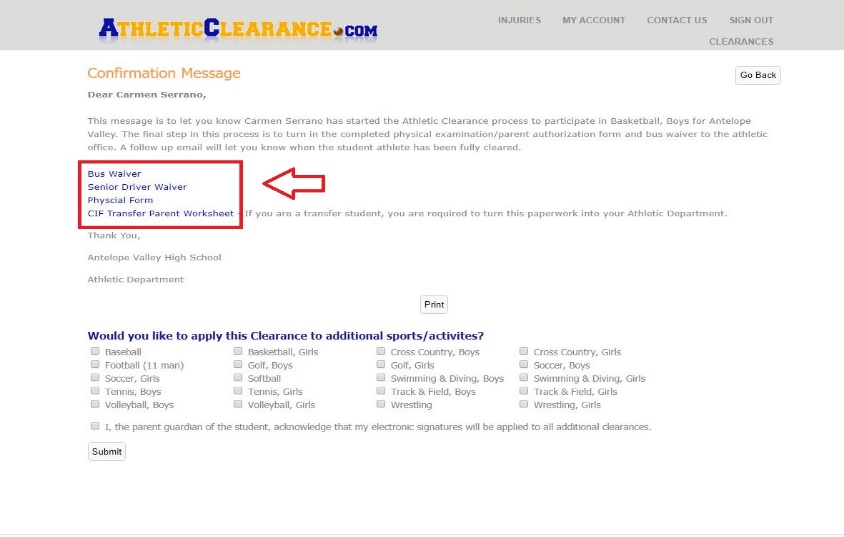 ATHLETICCLEARANCE.COM
INJURIES MY ACCOUNT CONTACT US SIGN OUT
CLEARANCES
Confirmation Message
Go Back
Dear Carmen Serrano,
This message is to let you know Carmen Serrano has started the Athletic Clearance process to participate in Basketball, Boys for Antelope
Valley. The final step in this process is to turn in the completed physical examination/parent authorization form and bus waiver to the athletic
office. A follow up email will let you know when the student athlete has been fully cleared.
Bus Waiver
Senior Driver Waiver
Physcial Form
CIF Transfer Parent Worksheet - If you are a transfer student, you are required to turn this paperwork into your Athletic Department.
Thank You,
Antelope Valley High School
Athletic Department
Print
Would you like to apply this Clearance to additional sports/activites?
Baseball Basketball, Girls Cross Country, Boys Cross Country, Girls
Football (11 man) Golf, Boys Golf, Girls Soccer, Boys
Soccer, Girls Softball Swimming & Diving, Boys Swimming & Diving, Girls
Tennis, Boys Tennis, Girls Track & Field, Boys Track & Field, Girls
Volleyball, Boys Volleyball, Girls Wrestling Wrestling, Girls
I, the parent guardian of the student, acknowledge that my electronic signatures will be applied to all additional clearances.
Submit